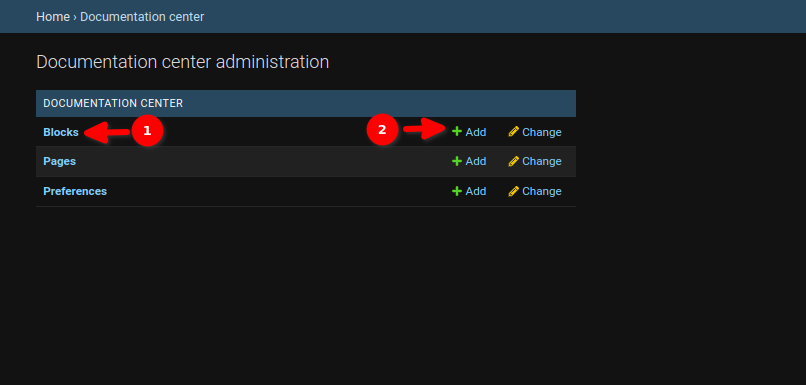 Home › Documentation center
Documentation center administration
DOCUMENTATION CENTER
Blocks 1 2 Add Change
Pages Add Change
Preferences Add Change